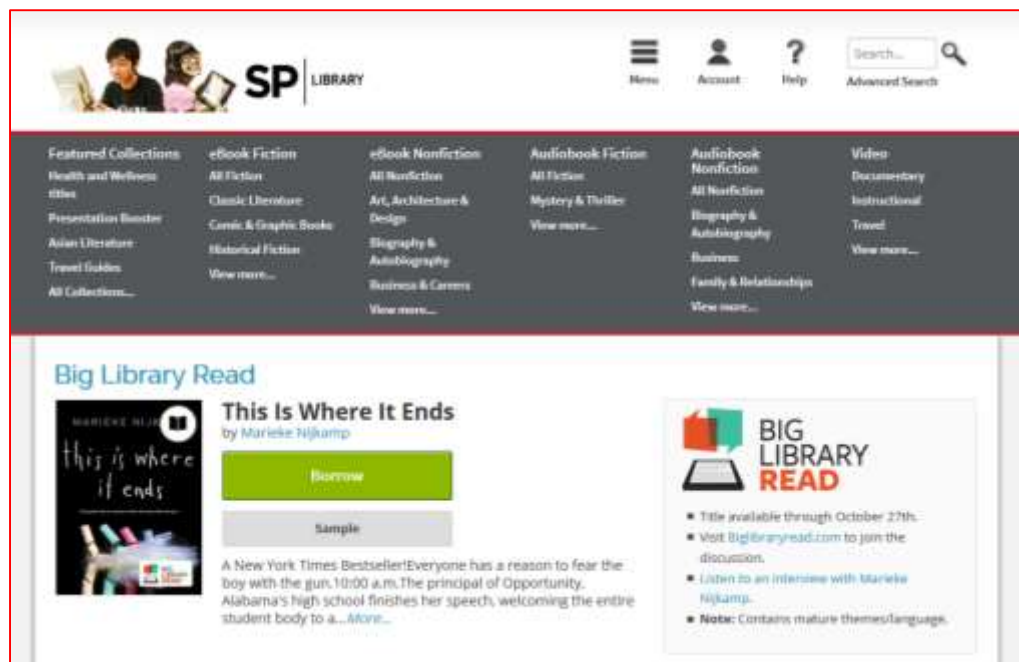 SP LIBRARY
Menu
Account
Help
Search...
Advanced Search
Featured Collections
Health and Wellness
titles
Presentation Booster
Asian Literature
Travel Guides
All Collections...
eBook Fiction
All Fiction
Classic Literature
Comic & Graphic Books
Historical Fiction
View more...
eBook Nonfiction
All Nonfiction
Art, Architecture &
Design
Biography &
Autobiography
Business & Careers
View more...
Audiobook Fiction
All Fiction
Mystery & Thriller
View more...
Audiobook
Nonfiction
All Nonfiction
Biography &
Autobiography
Business
Family & Relationships
View more...
Video
Documentary
Instructional
Travel
View more...
Big Library Read
MARIEKE
this is where
it ends
BIG
LIBRARY
READ
This Is Where It Ends
by Marieke Nijkamp
Borrow
Sample
A New York Times Bestseller!Everyone has a reason to fear the
boy with the gun.10:00 a.m.The principal of Opportunity,
Alabama's high school finishes her speech, welcoming the entire
student body to a...More...
BIG
LIBRARY
READ
Title available through October 27th.
Visit Biglibraryread.com to join the
discussion.
Listen to an interview with Marieke
Nijkamp.
Note: Contains mature themes/language.